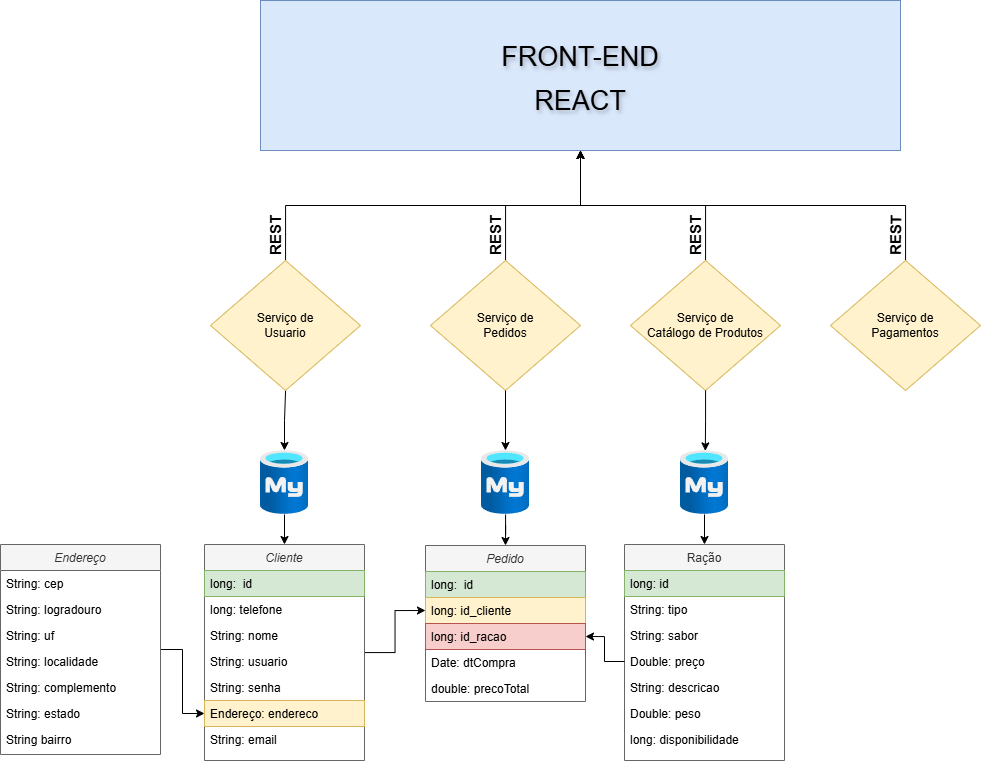 FRONT-END
REACT
REST
REST
REST
REST
Serviço de
Usuario
Serviço de
Pedidos
Serviço de
Catálogo de Produtos
Serviço de
Pagamentos
My
My
My
Endereço
String: cep
String: logradouro
String: uf
String: localidade
String: complemento
String: estado
String bairro
Cliente
long: id
long: telefone
String: nome
String: usuario
String: senha
Endereço: endereco
String: email
Pedido
long: id
long: id_cliente
long: id_racao
Date: dtCompra
double: precoTotal
Ração
long: id
String: tipo
String: sabor
Double: preço
String: descricao
Double: peso
long: disponibilidade